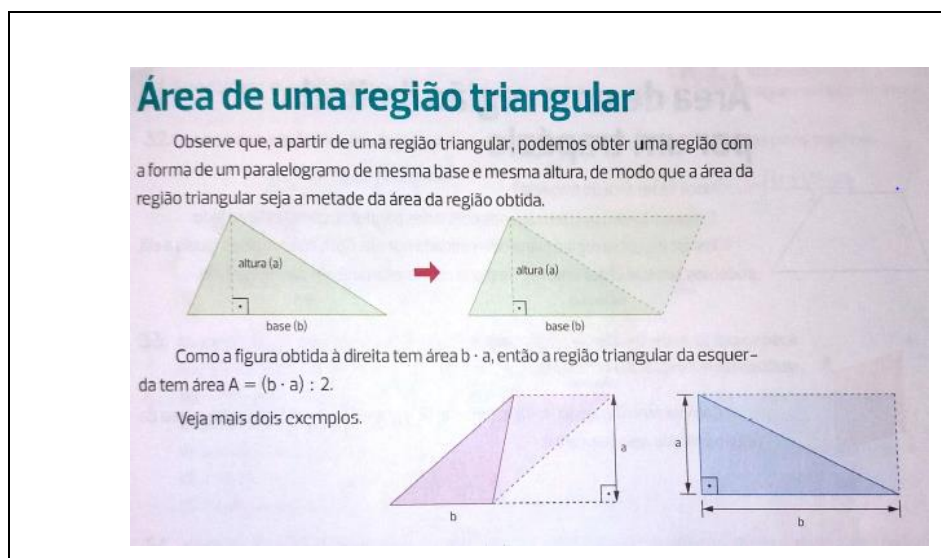 Área de uma região triangular
Observe que, a partir de uma região triangular, podemos obter uma região com
a forma de um paralelogramo de mesma base e mesma altura, de modo que a área da
região triangular seja a metade da área da região obtida.
altura (a)
altura (a)
base (b)
base (b)
Como a figura obtida à direita tem área b · a, então a região triangular da esquer-
da tem área A = (b · a) : 2.
Veja mais dois exemplos.
a
a
b
b